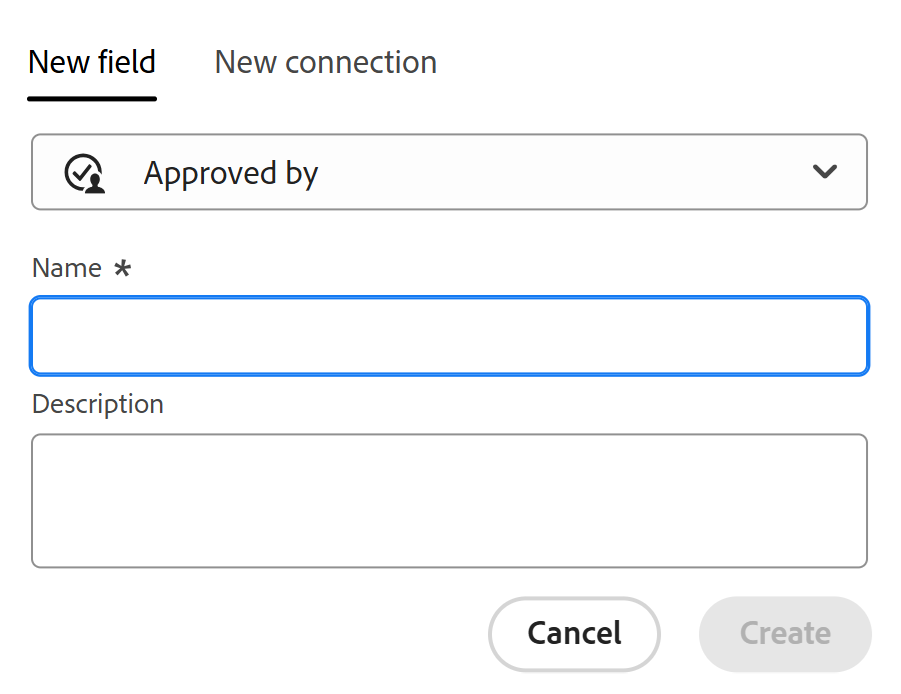 New field New connection
Approved by
Name *
Description
Cancel Create